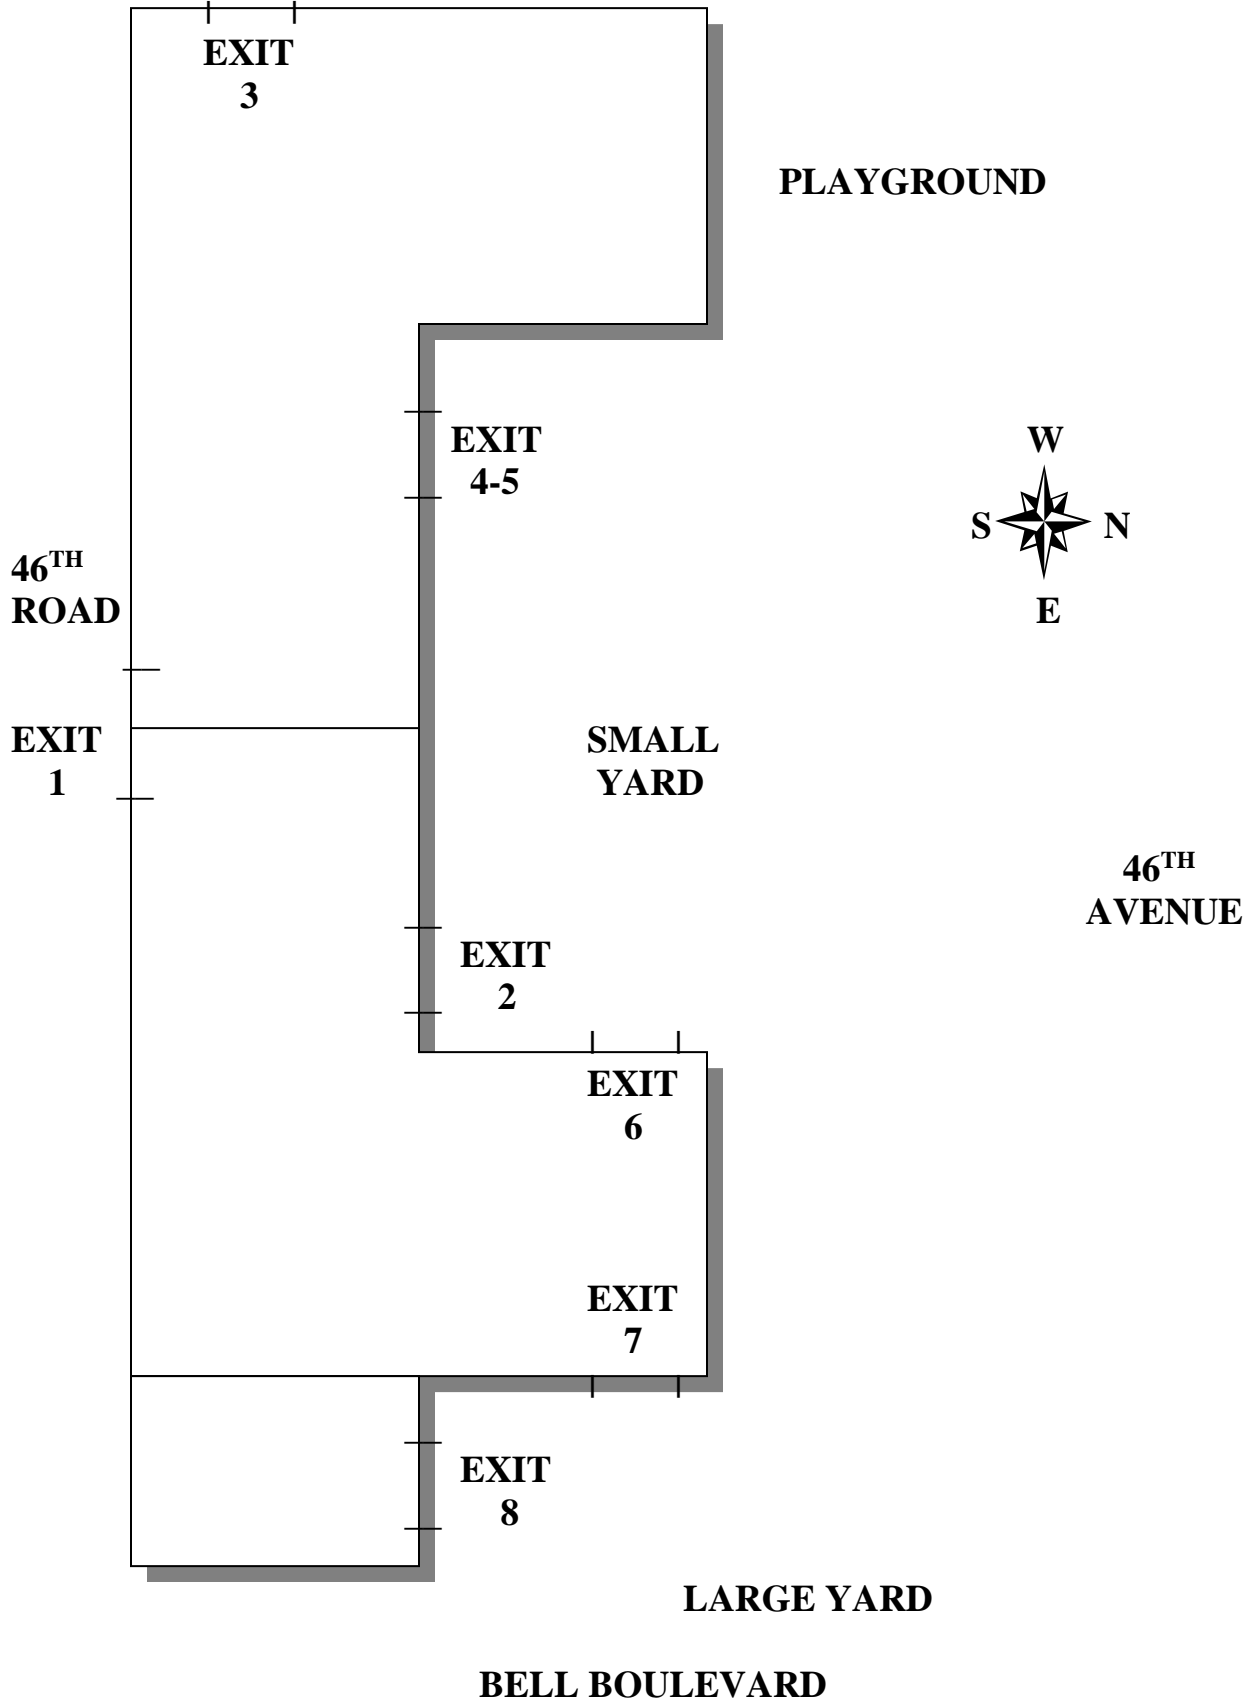 EXIT
3
PLAYGROUND
EXIT
4-5
W
S
N
E
46TH
ROAD
EXIT
1
SMALL
YARD
46TH
AVENUE
EXIT
2
EXIT
6
EXIT
7
EXIT
8
LARGE YARD
BELL BOULEVARD